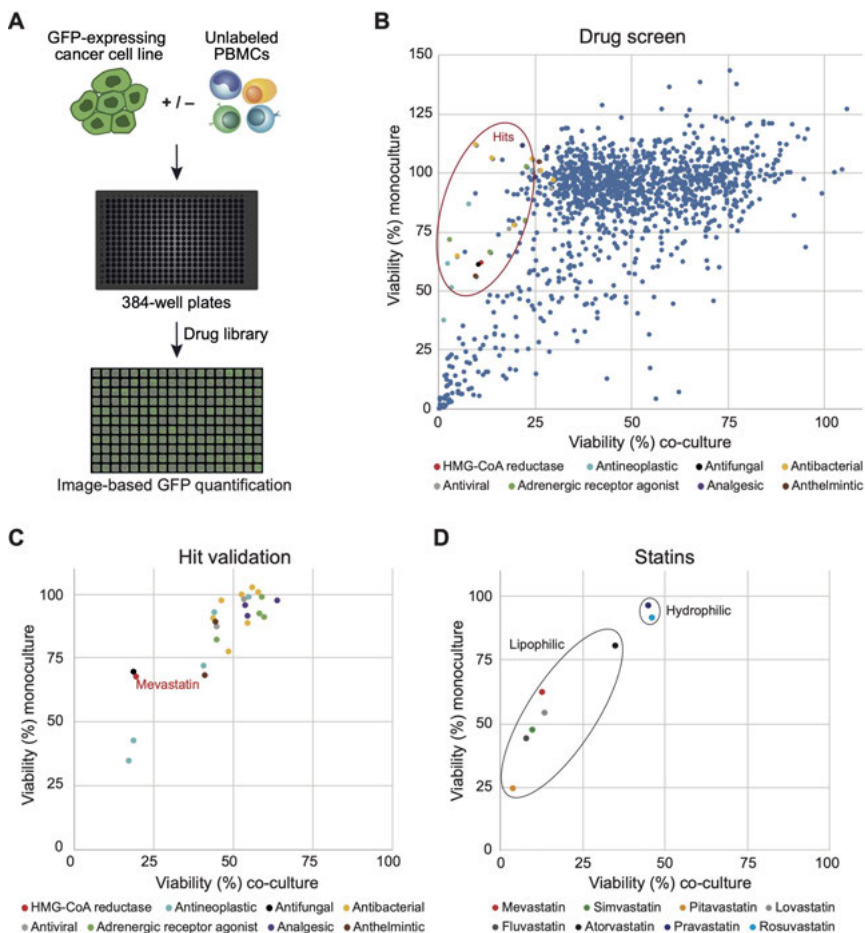 A
GFP-expressing
cancer cell line
Unlabeled
PBMCs
+ / –
384-well plates
Drug library
Image-based GFP quantification
B
Drug screen
Viability (%) monoculture
150
125
100
75
50
25
0
Hits
0 25 50 75 100
Viability (%) co-culture
HMG-CoA reductase Antineoplastic Antifungal Antibacterial
Antiviral Adrenergic receptor agonist Analgesic Anthelmintic
C
Hit validation
Viability (%) monoculture
100
75
50
25
0
Mevastatin
0 25 50 75 100
Viability (%) co-culture
HMG-CoA reductase Antineoplastic Antifungal Antibacterial
Antiviral Adrenergic receptor agonist Analgesic Anthelmintic
D
Statins
Viability (%) monoculture
100
75
50
25
0
Hydrophilic
Lipophilic
0 25 50 75 100
Viability (%) co-culture
Mevastatin Simvastatin Pitavastatin Lovastatin
Fluvastatin Atorvastatin Pravastatin Rosuvastatin